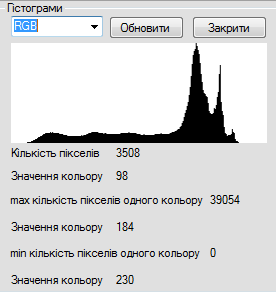 Гістограми
RGB Обновити Закрити
Кількість пікселів 3508
Значення кольору 98
max кількість пікселів одного кольору 39054
Значення кольору 184
min кількість пікселів одного кольору 0
Значення кольору 230